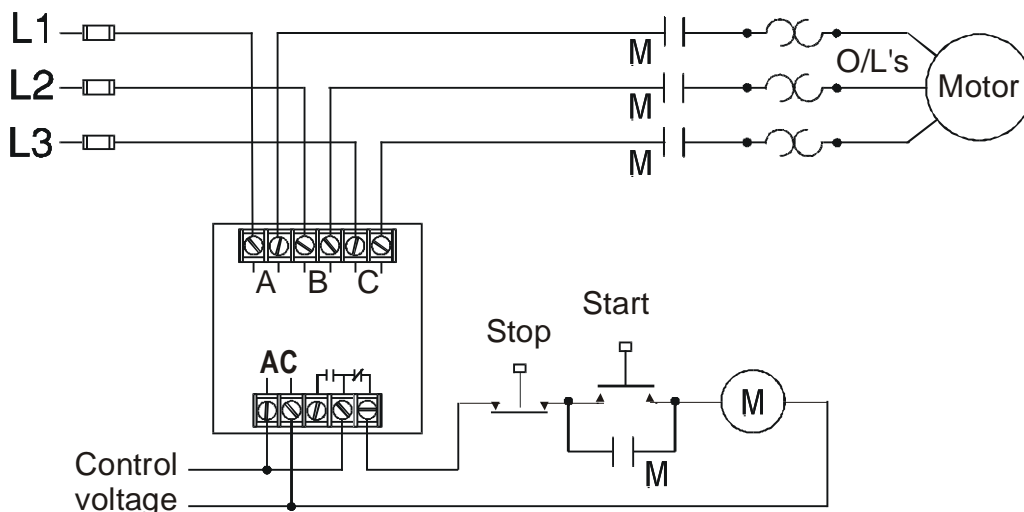 L1
M
O/L's
L2
M
Motor
L3
M
A B C
Start
Stop
AC
M
Control
voltage
M